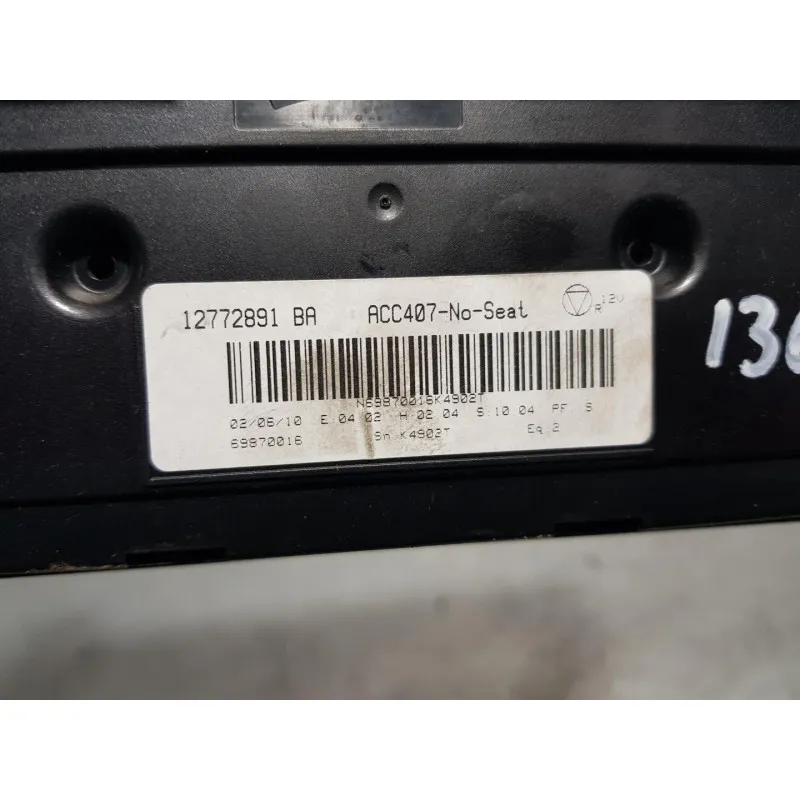 12772891 BA ACC407-No-Seat R 12V
N69870016K4902T
02/06/10 E:04.02 H:02.04 S:10.04 PF S
69870016 Sn:K4902T Eq.2
136